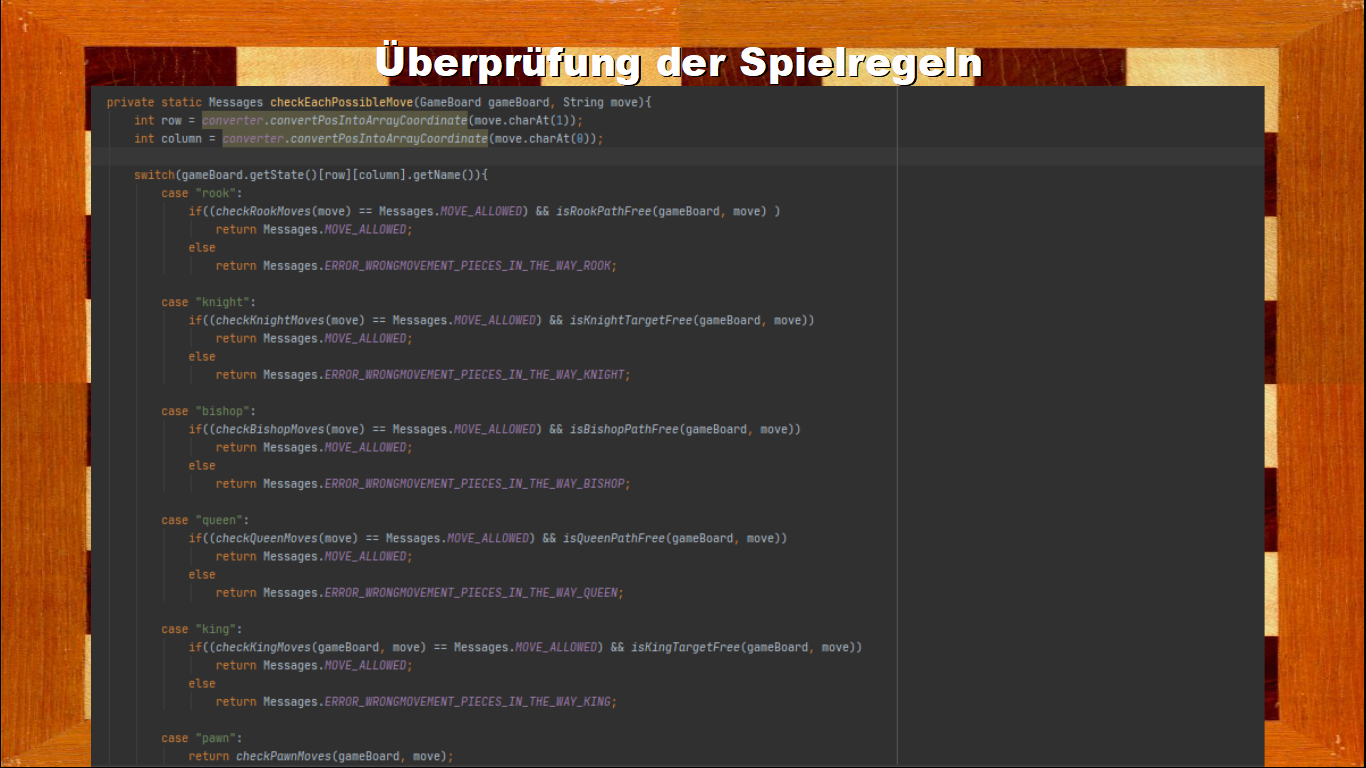 Überprüfung der Spielregeln
private static Messages checkEachPossibleMove(GameBoard gameBoard, String move){
int row = converter.convertPosIntoArrayCoordinate(move.charAt(1));
int column = converter.convertPosIntoArrayCoordinate(move.charAt(0));
switch(gameBoard.getState()[row][column].getName()){
case "rook":
if((checkRookMoves(move) == Messages.MOVE_ALLOWED) && isRookPathFree(gameBoard, move) )
return Messages.MOVE_ALLOWED;
else
return Messages.ERROR_WRONGMOVEMENT_PIECES_IN_THE_WAY_ROOK;
case "knight":
if((checkKnightMoves(move) == Messages.MOVE_ALLOWED) && isKnightTargetFree(gameBoard, move))
return Messages.MOVE_ALLOWED;
else
return Messages.ERROR_WRONGMOVEMENT_PIECES_IN_THE_WAY_KNIGHT;
case "bishop":
if((checkBishopMoves(move) == Messages.MOVE_ALLOWED) && isBishopPathFree(gameBoard, move))
return Messages.MOVE_ALLOWED;
else
return Messages.ERROR_WRONGMOVEMENT_PIECES_IN_THE_WAY_BISHOP;
case "queen":
if((checkQueenMoves(move) == Messages.MOVE_ALLOWED) && isQueenPathFree(gameBoard, move))
return Messages.MOVE_ALLOWED;
else
return Messages.ERROR_WRONGMOVEMENT_PIECES_IN_THE_WAY_QUEEN;
case "king":
if((checkKingMoves(gameBoard, move) == Messages.MOVE_ALLOWED) && isKingTargetFree(gameBoard, move))
return Messages.MOVE_ALLOWED;
else
return Messages.ERROR_WRONGMOVEMENT_PIECES_IN_THE_WAY_KING;
case "pawn":
return checkPawnMoves(gameBoard, move);